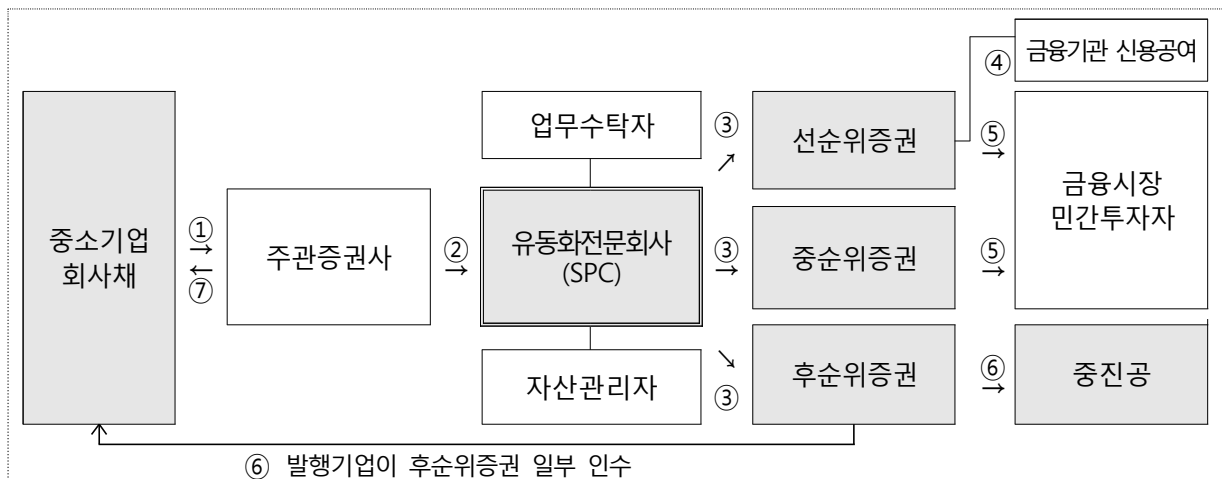 금융기관 신용공여
④
업무수탁자
③
↗
선순위증권
⑤
→
금융시장
민간투자자
중소기업
회사채
①
→
←
⑦
주관증권사
②
→
유동화전문회사
(SPC)
③
→
중순위증권
⑤
→
자산관리자
↘
③
후순위증권
⑥
→
중진공
⑥ 발행기업이 후순위증권 일부 인수